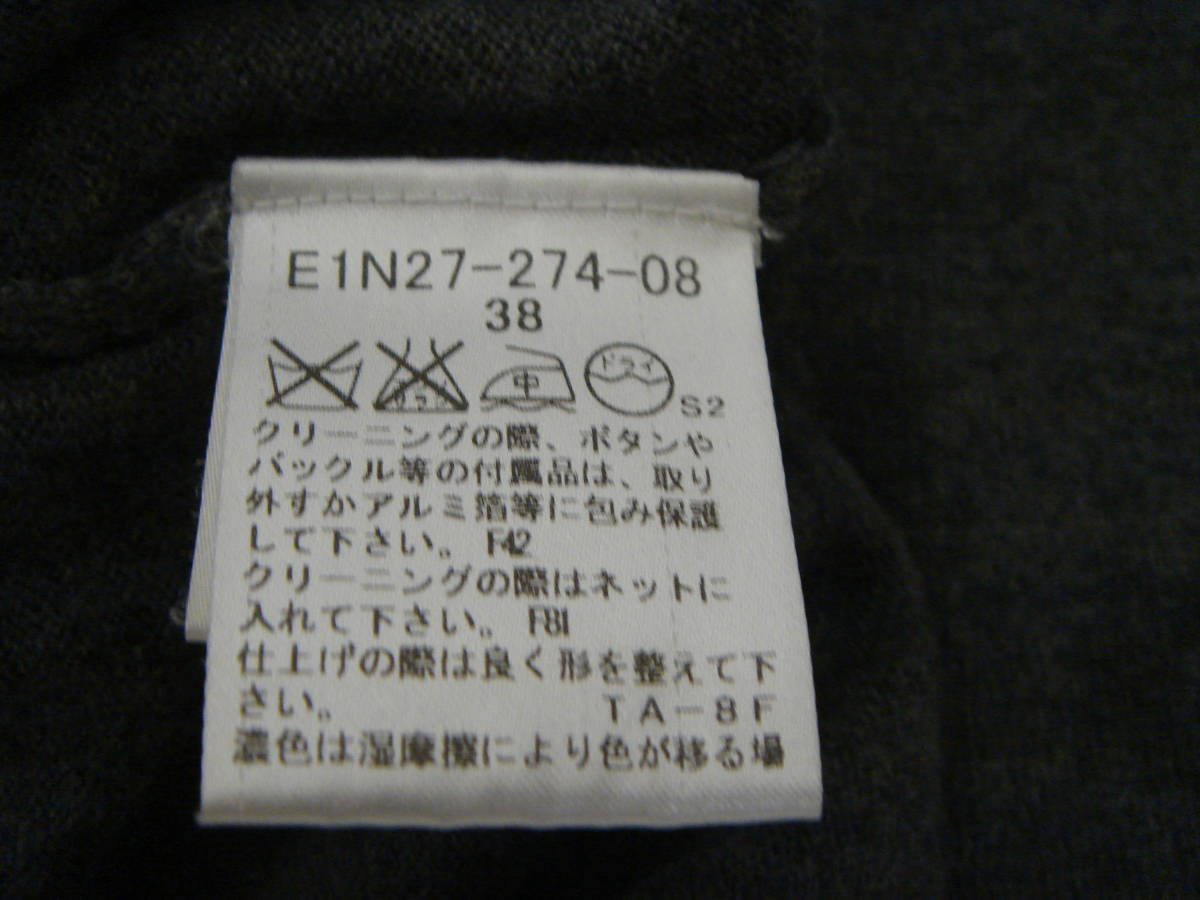 E1N27-274-08
38
中 ドライ
S2
クリーニングの際、ボタンや
バックル等の付属品は、取り
外すかアルミ箔等に包み保護
して下さい。 F42
クリーニングの際はネットに
入れて下さい。 F81
仕上げの際は良く形を整えて下
さい。 TA-8F
濃色は湿摩擦により色が移る場